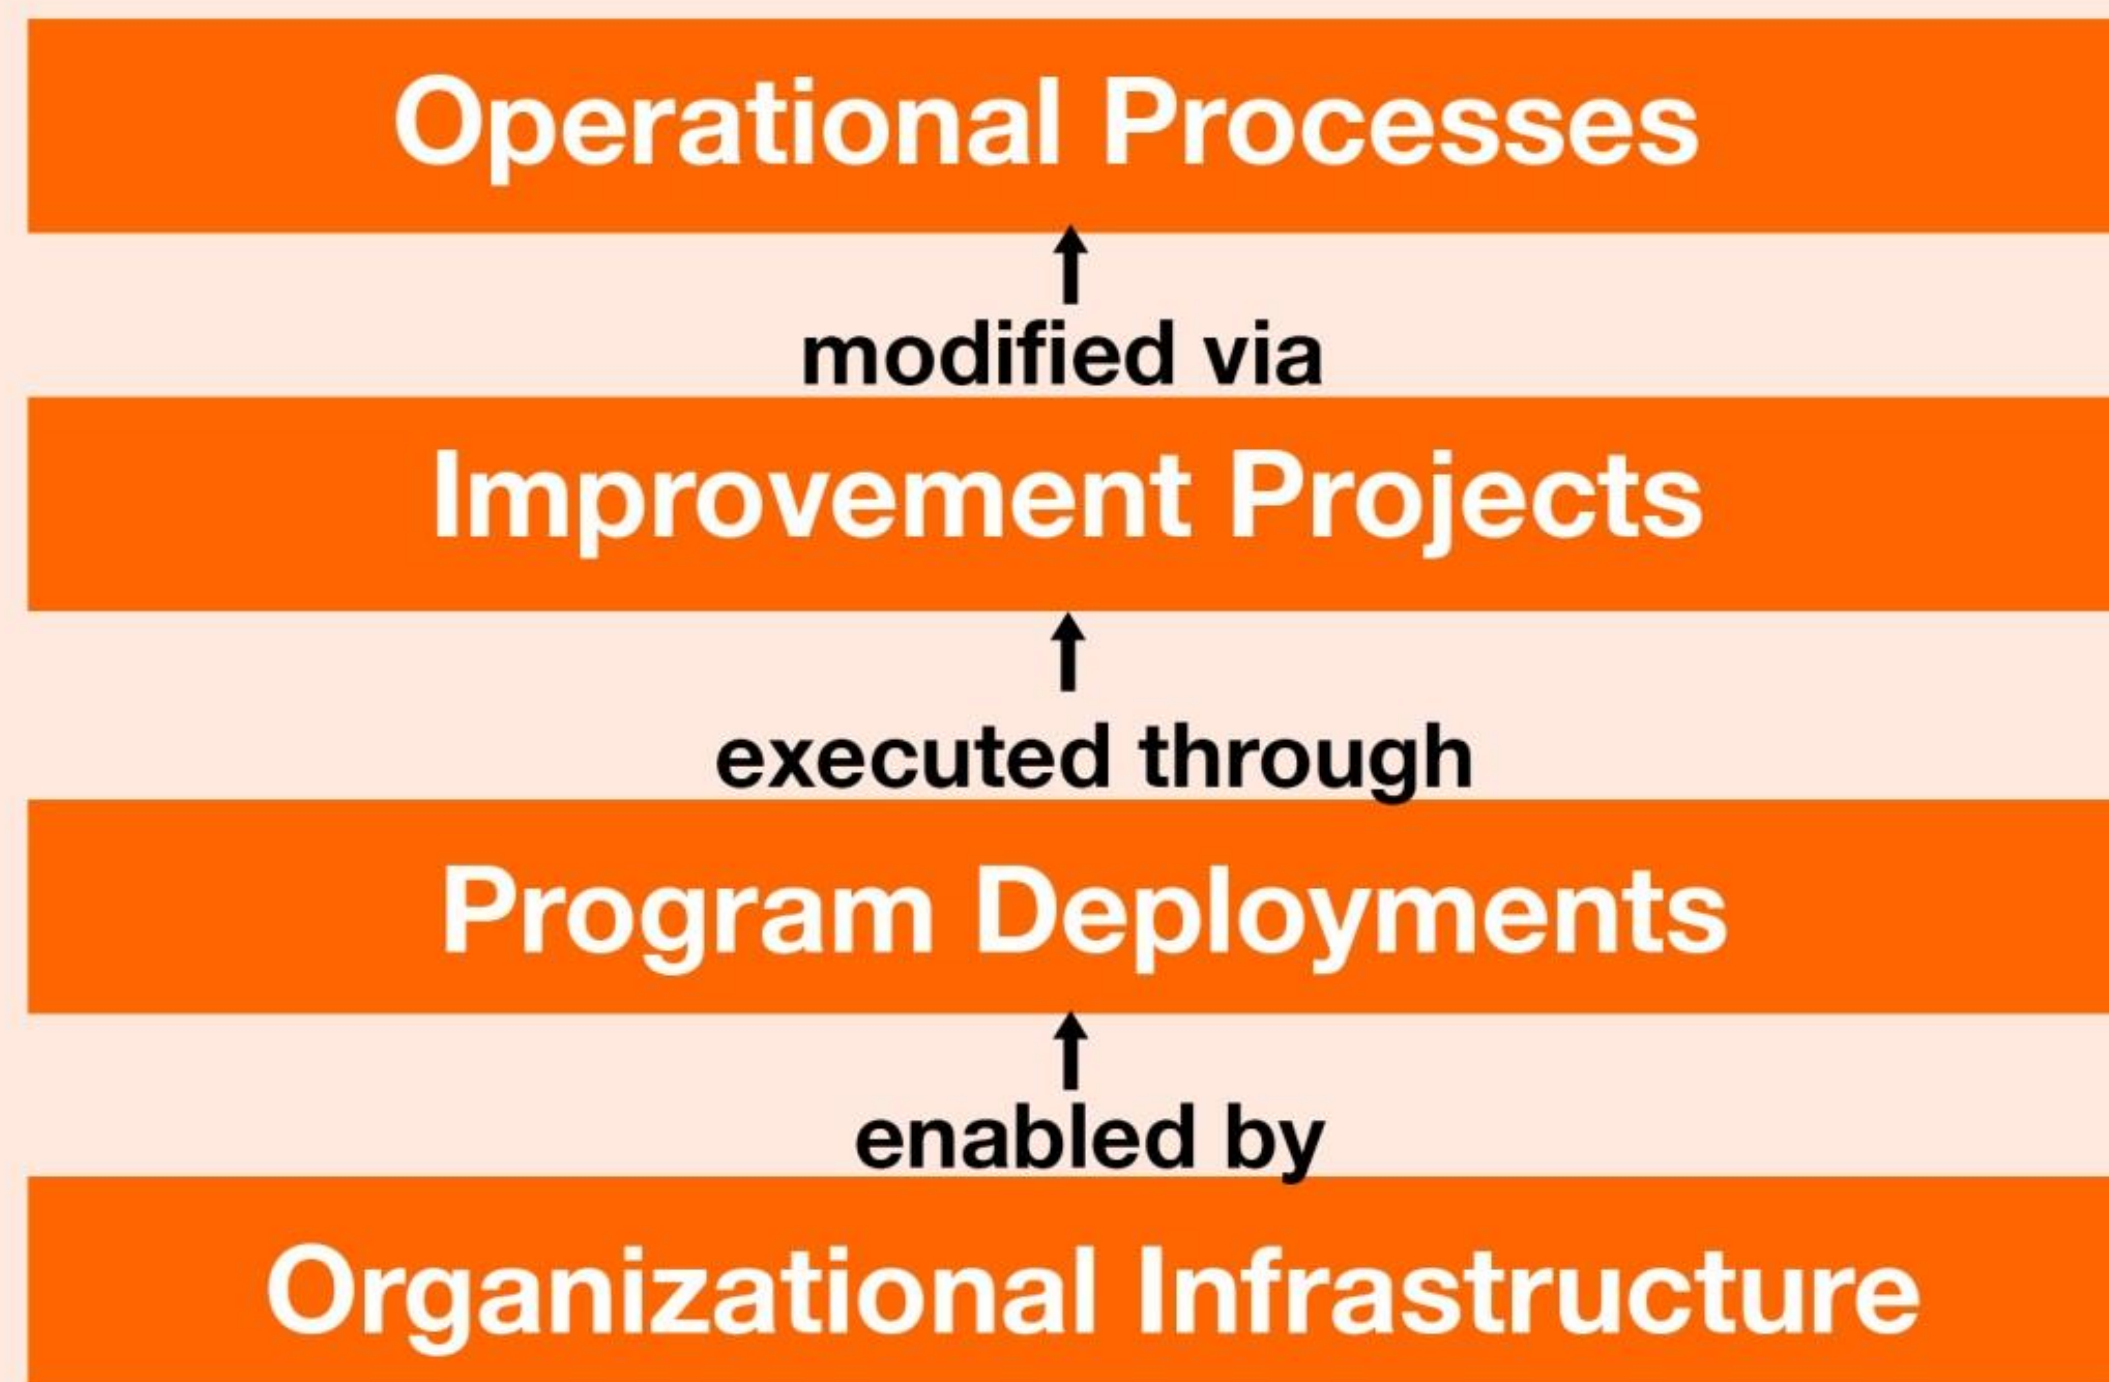 Operational Processes
modified via
Improvement Projects
executed through
Program Deployments
enabled by
Organizational Infrastructure